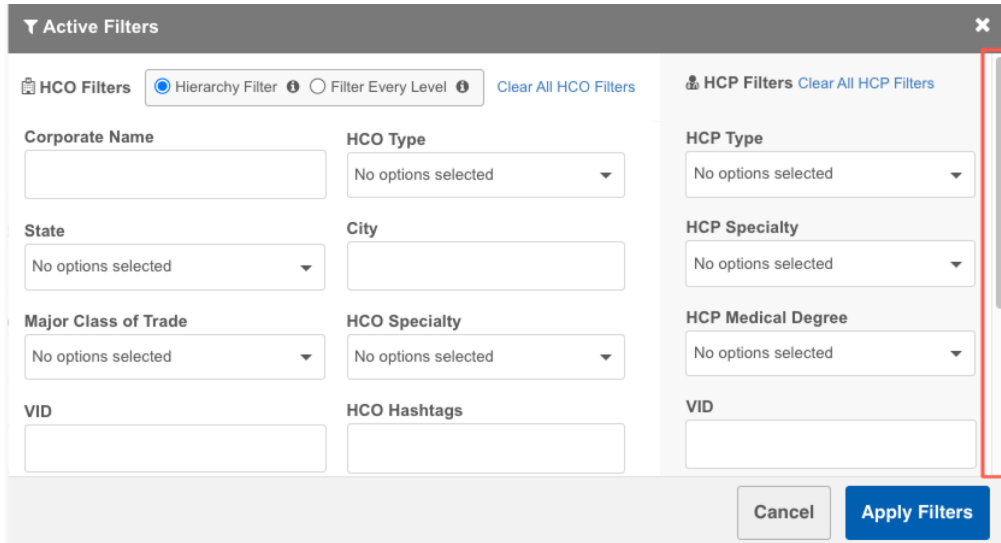 Active Filters
HCO Filters Hierarchy Filter Filter Every Level Clear All HCO Filters
HCP Filters Clear All HCP Filters
Corporate Name
HCO Type
No options selected
HCP Type
No options selected
State
No options selected
City
HCP Specialty
No options selected
Major Class of Trade
No options selected
HCO Specialty
No options selected
HCP Medical Degree
No options selected
VID
HCO Hashtags
VID
Cancel
Apply Filters